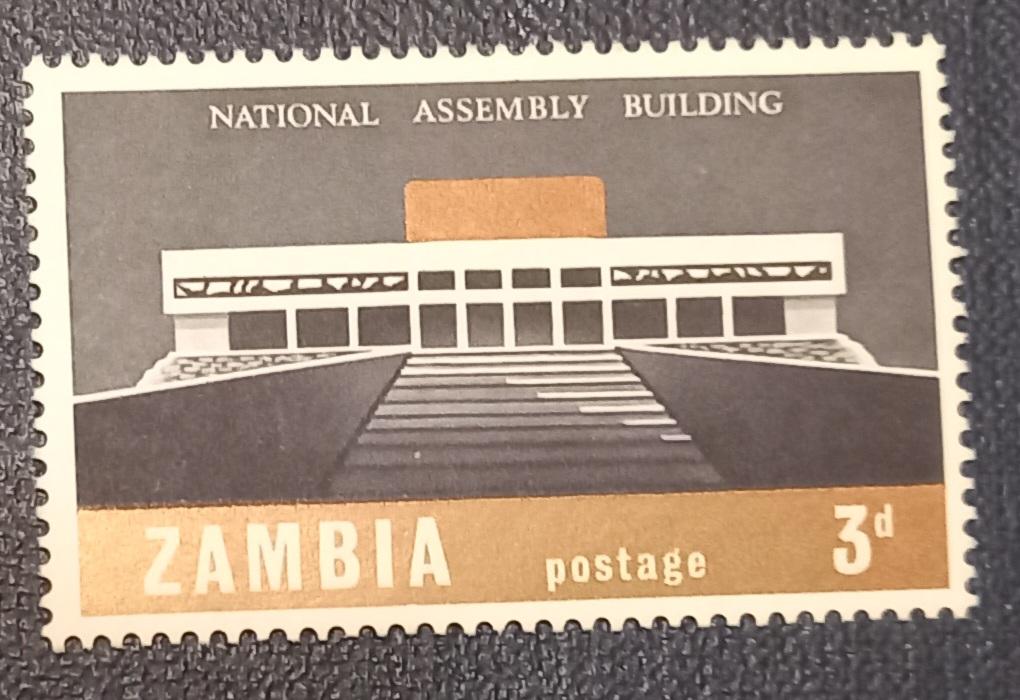 NATIONAL ASSEMBLY BUILDING
ZAMBIA postage 3d